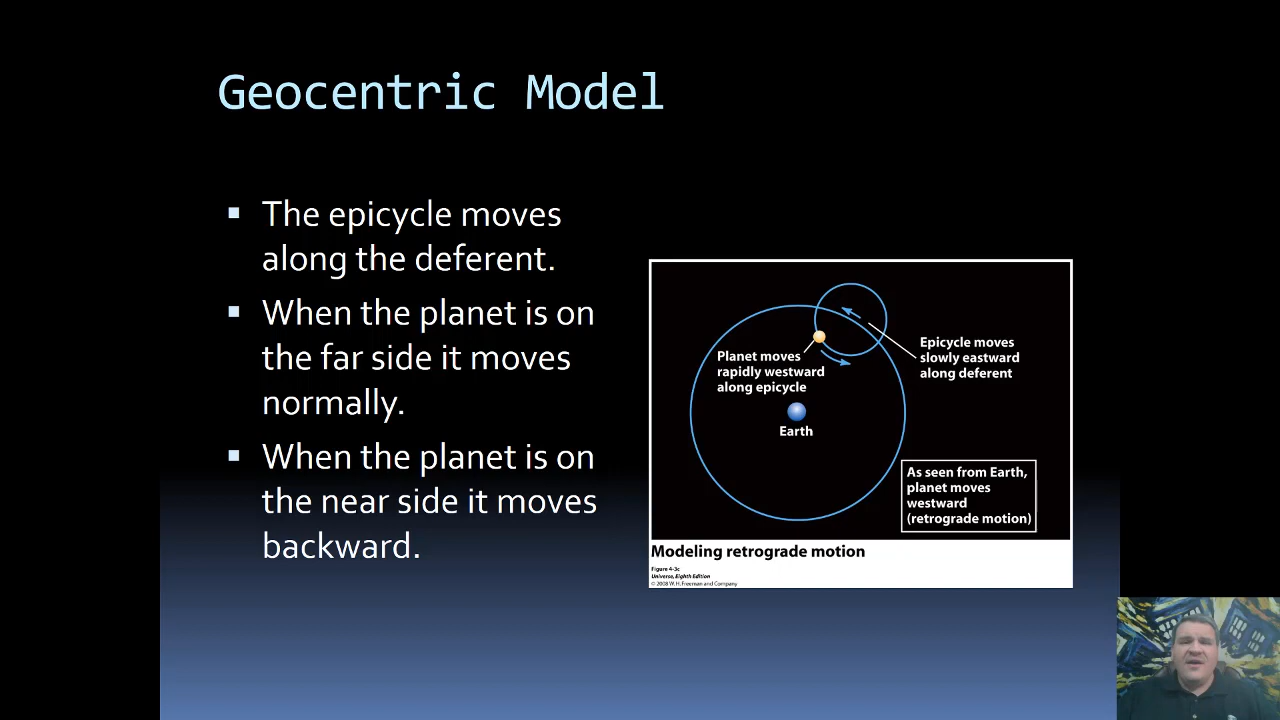 Geocentric Model
The epicycle moves
along the deferent.
When the planet is on
the far side it moves
normally.
When the planet is on
the near side it moves
backward.
Planet moves
rapidly westward
along epicycle
Earth
Epicycle moves
slowly eastward
along deferent
As seen from Earth,
planet moves
westward
(retrograde motion)
Modeling retrograde motion
Figure 4-3c
Universe, Eighth Edition
© 2008 W. H. Freeman and Company